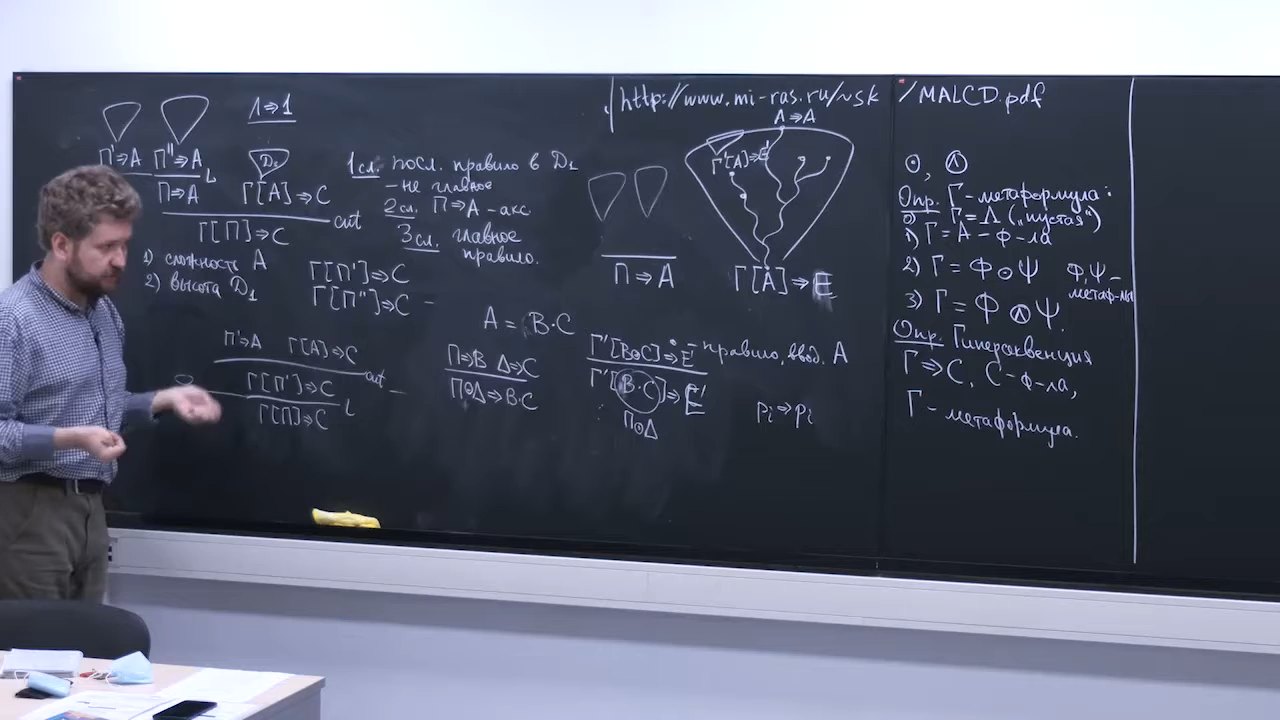 Λ⇒1
Π'⇒A Π''⇒A
L
Π⇒A
D₁
Γ[A]⇒C
cut
Γ[Π]⇒C
1) сложность A
2) высота D₁
Γ[Π']⇒C
Γ[Π'']⇒C
1сл. посл. правило в D₁
-не главное
2сл. Π⇒A - акс
3сл. главное
правило.
Π'⇒A Γ[A]⇒C
cut
Γ[Π']⇒C
L
Γ[Π]⇒C
A = B·C
Π⇒B Δ⇒C
Π⊙Δ⇒B·C
http://www.mi-ras.ru/~sk/MALCD.pdf
A⇒A
Γ'[A]⇒E'
Π⇒A
Γ[A]⇒E
Γ'[B⊙C]⇒E' - правило, ввод. A
Γ'[B·C]⇒E'
Π⊙Δ
pᵢ⇒pᵢ
⊙, Ⓐ
Опр. Γ-метаформула:
0) Γ=Λ („пустая“)
1) Γ=A-ф-ла
2) Γ = Φ⊙Ψ Φ,Ψ-
метаф-лы
3) Γ = Φ Ⓐ Ψ.
Опр. Гиперсеквенция
Γ⇒C, C-ф-ла,
Γ-метаформула.